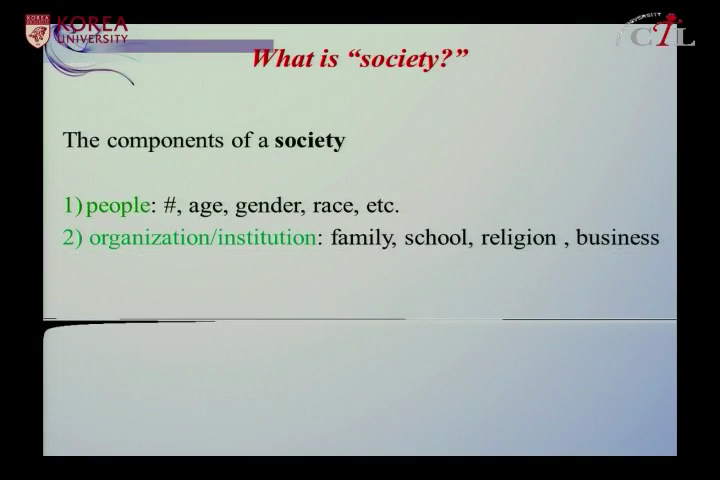 KOREA
UNIVERSITY
CTL
What is “society?”
The components of a society
1) people: #, age, gender, race, etc.
2) organization/institution: family, school, religion , business